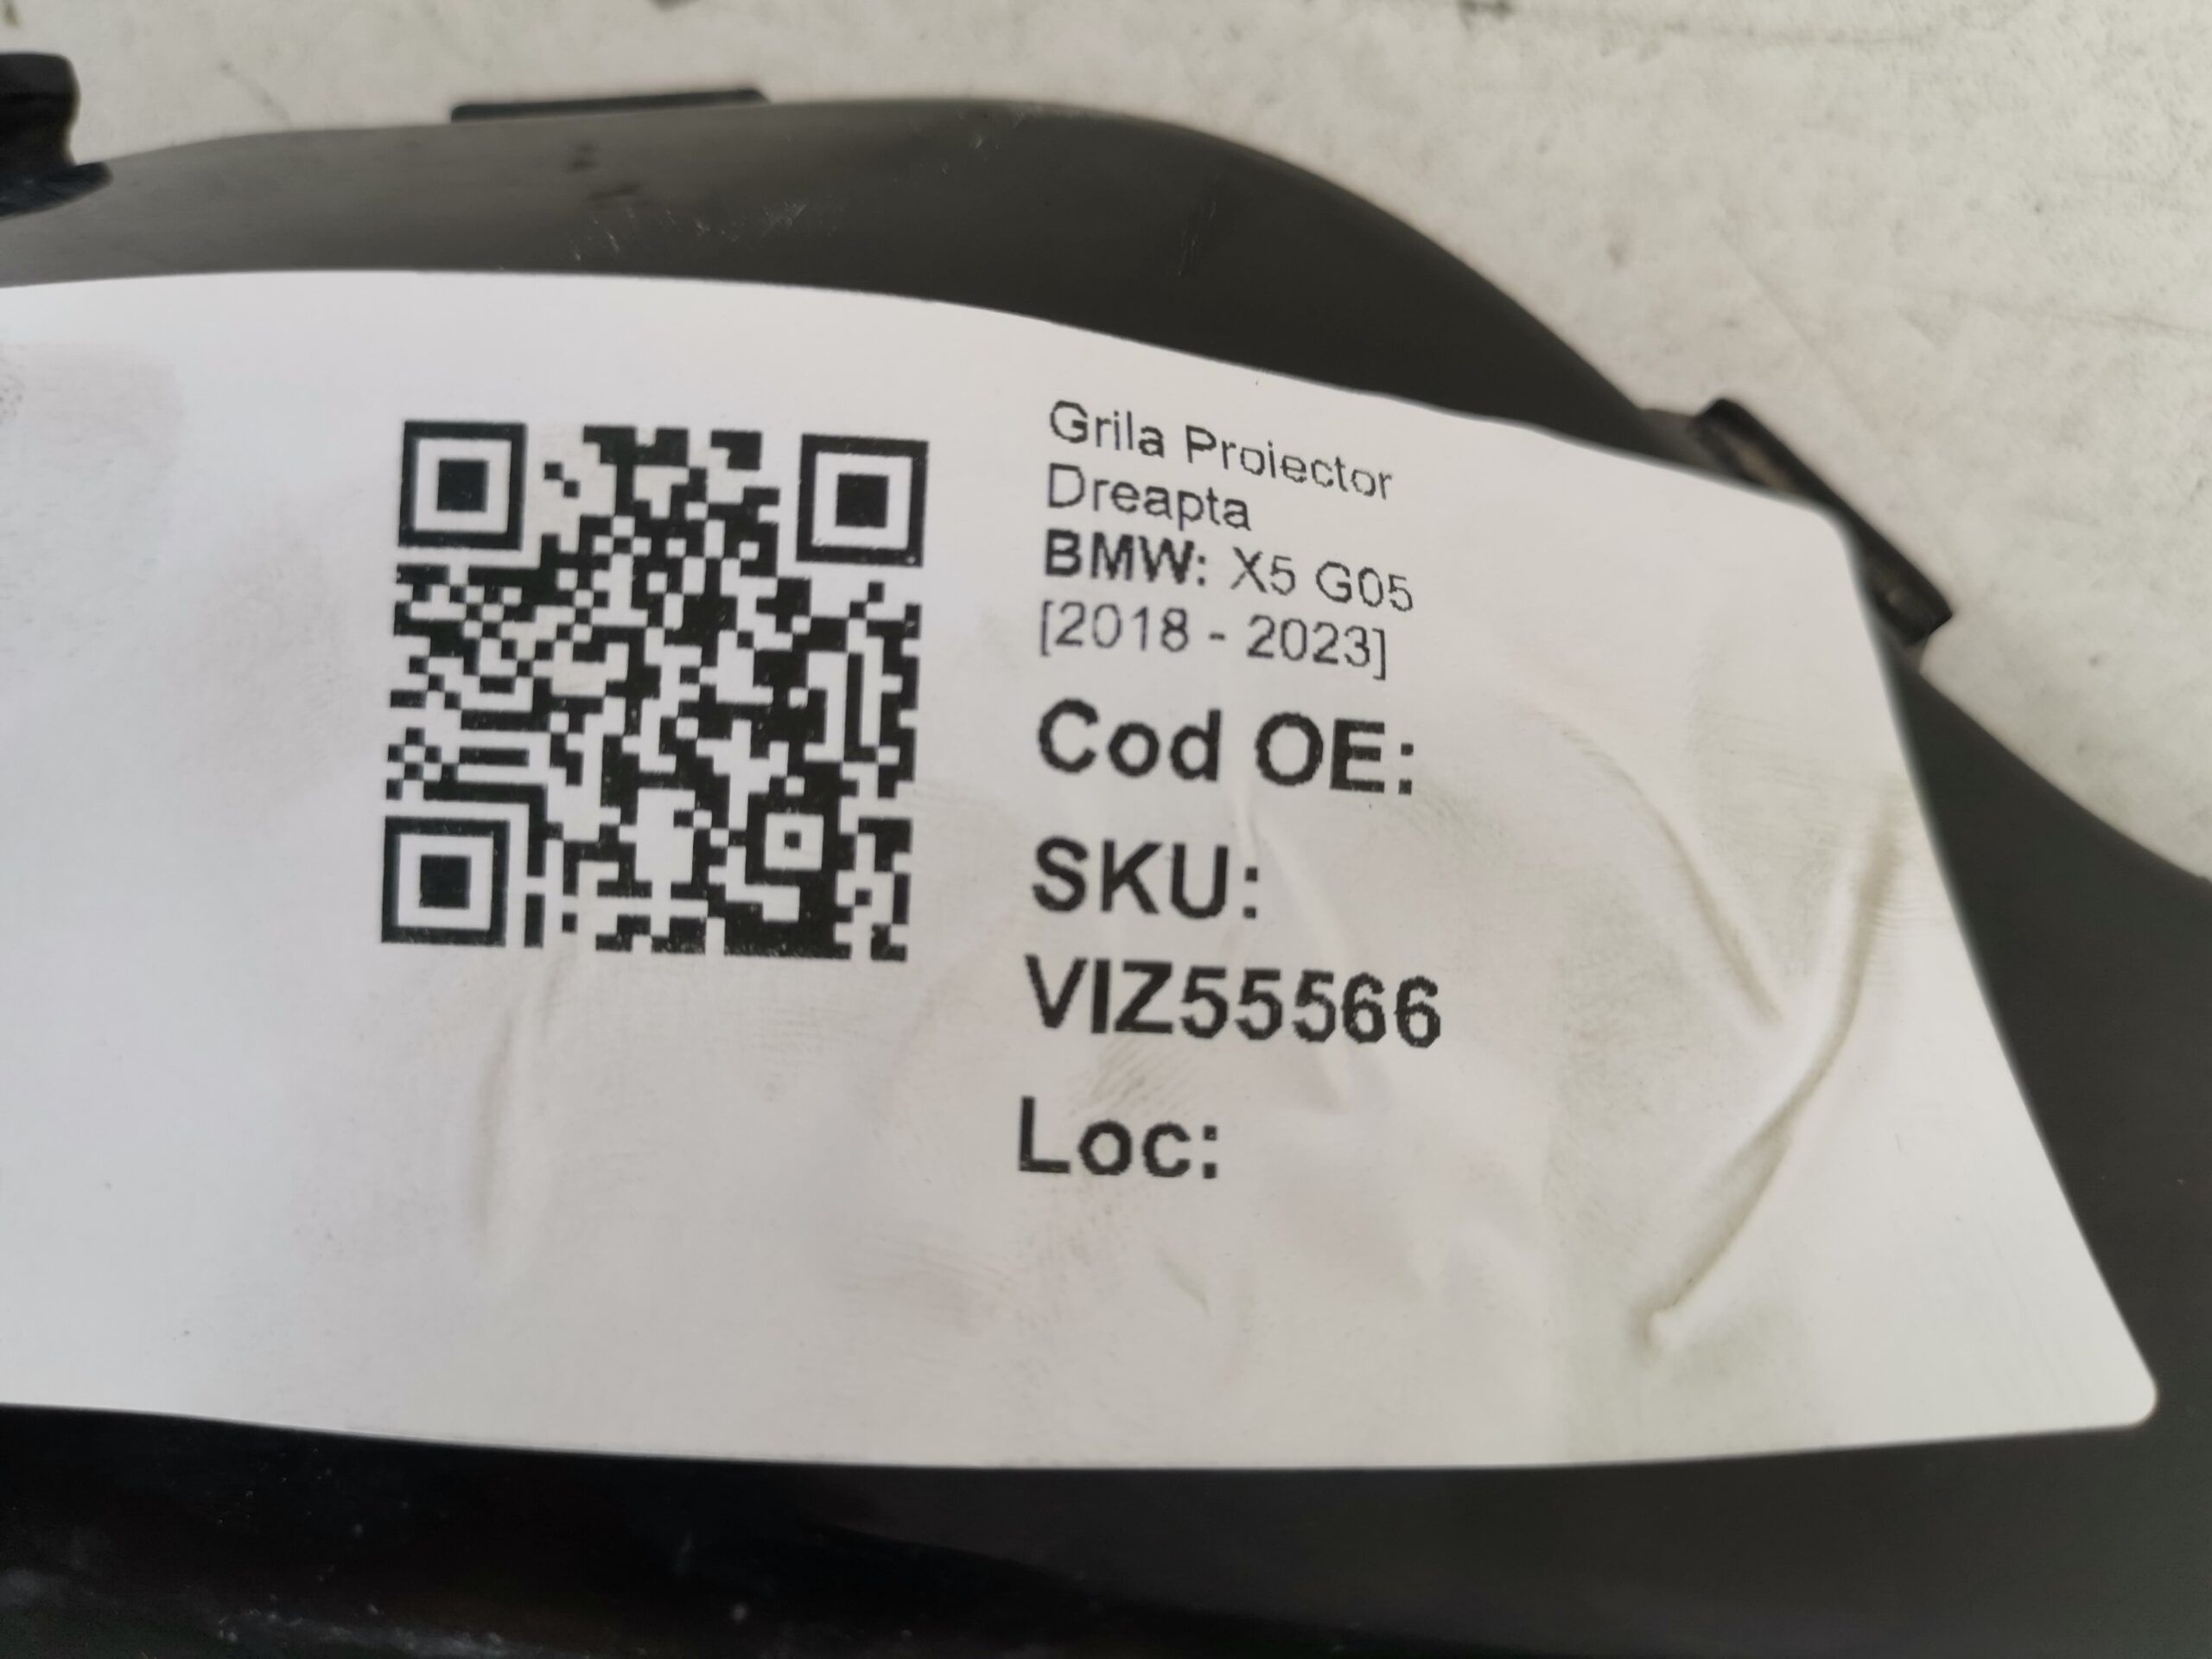 Grila Proiector
Dreapta
BMW: X5 G05
[2018 - 2023]
Cod OE:
SKU:
VIZ55566
Loc: